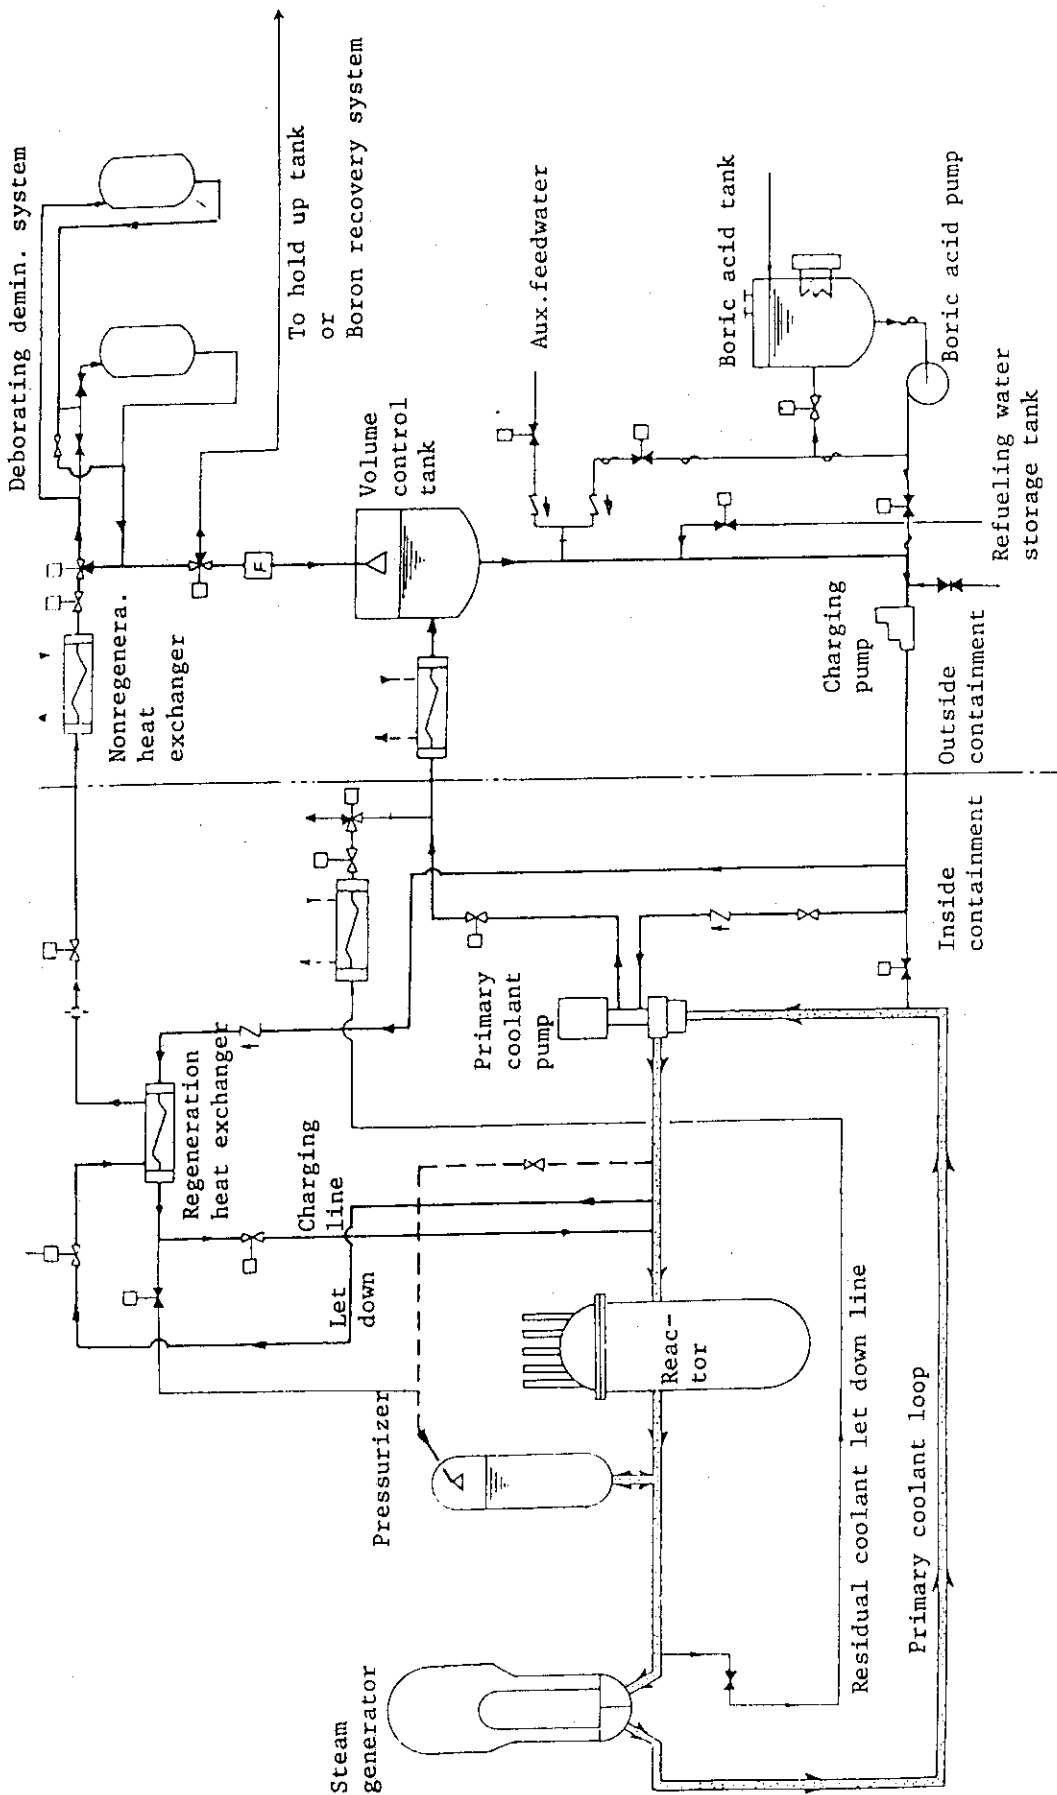 Steam
generator
Pressurizer
Let
down
Charging
line
Regeneration
heat exchanger
Nonregenera.
heat
exchanger
Deborating demin. system
To hold up tank
or
Boron recovery system
Volume
control
tank
F
Aux.feedwater
Boric acid tank
Boric acid pump
Refueling water
storage tank
Charging
pump
Outside
containment
Inside
containment
Primary
coolant
pump
Reac-
tor
Residual coolant let down line
Primary coolant loop